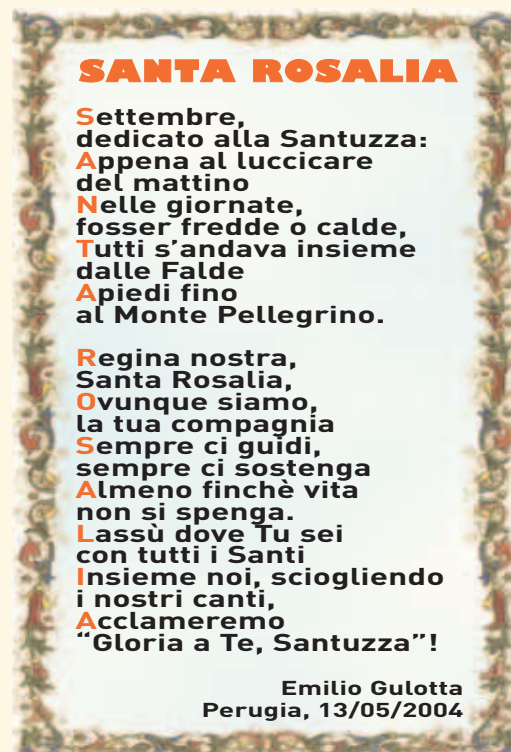 SANTA ROSALIA
Settembre,
dedicato alla Santuzza:
Appena al luccicare
del mattino
Nelle giornate,
fosser fredde o calde,
Tutti s’andava insieme
dalle Falde
Apiedi fino
al Monte Pellegrino.
Regina nostra,
Santa Rosalia,
Ovunque siamo,
la tua compagnia
Sempre ci guidi,
sempre ci sostenga
Almeno finchè vita
non si spenga.
Lassù dove Tu sei
con tutti i Santi
Insieme noi, sciogliendo
i nostri canti,
Acclameremo
“Gloria a Te, Santuzza”!
Emilio Gulotta
Perugia, 13/05/2004